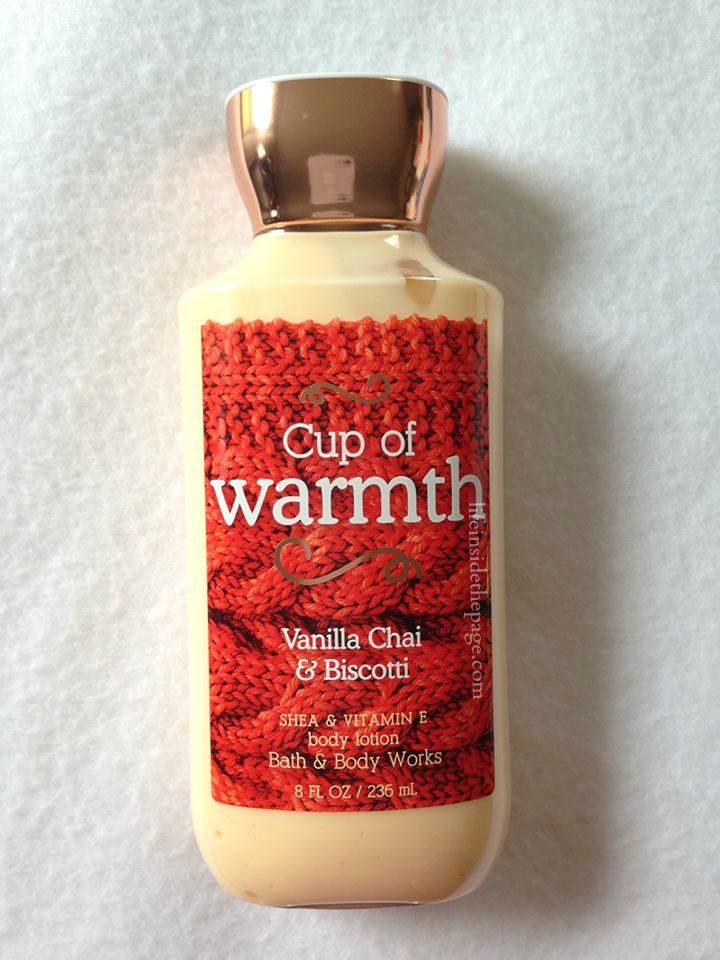 Cup of
warmth
Vanilla Chai
& Biscotti
SHEA & VITAMIN E
body lotion
Bath & Body Works
8 FL OZ / 236 mL
lifeinsidethepage.com